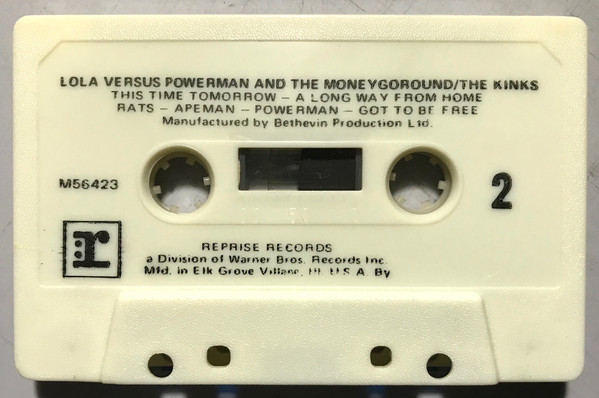 LOLA VERSUS POWERMAN AND THE MONEYGOROUND/THE KINKS
THIS TIME TOMORROW – A LONG WAY FROM HOME
RATS – APEMAN – POWERMAN – GOT TO BE FREE
Manufactured by Bethevin Production Ltd.
M56423
2
:r
REPRISE RECORDS
a Division of Warner Bros. Records Inc.
Mfd. in Elk Grove Village, Ill. U.S.A. By